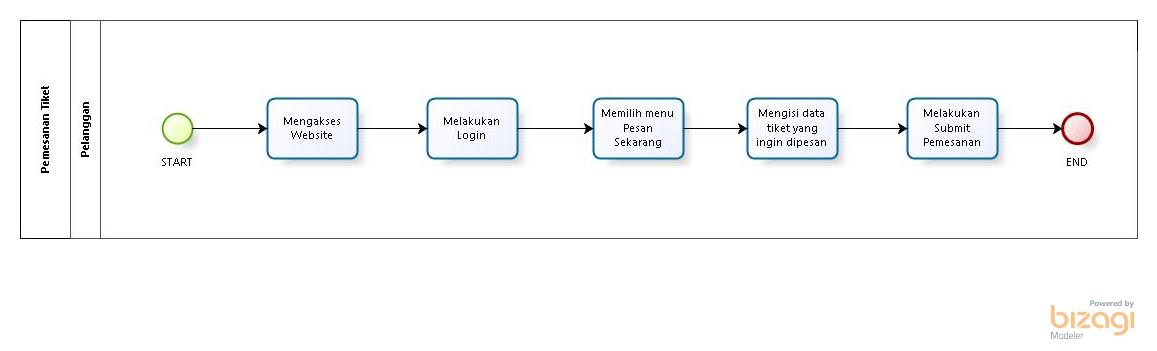 Pemesanan Tiket
Pelanggan
START
Mengakses
Website
Melakukan
Login
Memilih menu
Pesan
Sekarang
Mengisi data
tiket yang
ingin dipesan
Melakukan
Submit
Pemesanan
END
Powered by
bizagi
Modeler